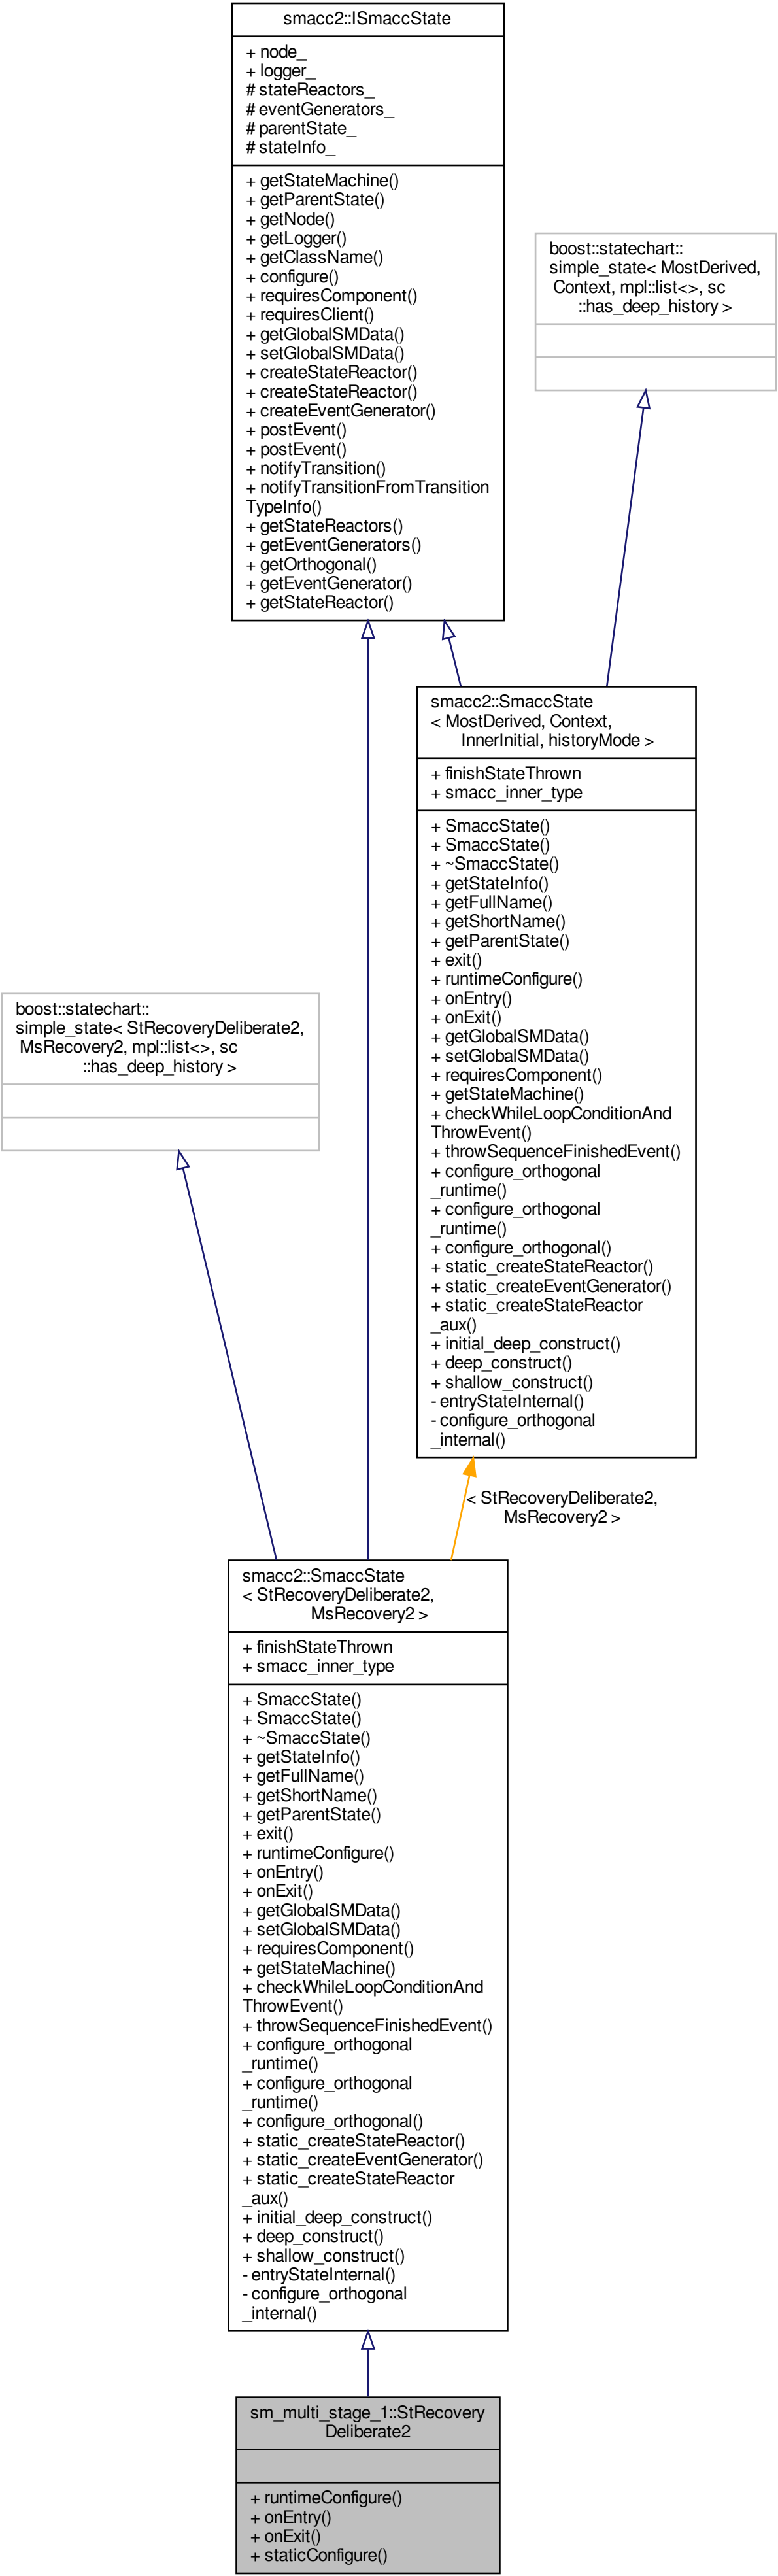 smacc2::ISmaccState
+ node_
+ logger_
# stateReactors_
# eventGenerators_
# parentState_
# stateInfo_
+ getStateMachine()
+ getParentState()
+ getNode()
+ getLogger()
+ getClassName()
+ configure()
+ requiresComponent()
+ requiresClient()
+ getGlobalSMData()
+ setGlobalSMData()
+ createStateReactor()
+ createStateReactor()
+ createEventGenerator()
+ postEvent()
+ postEvent()
+ notifyTransition()
+ notifyTransitionFromTransition
TypeInfo()
+ getStateReactors()
+ getEventGenerators()
+ getOrthogonal()
+ getEventGenerator()
+ getStateReactor()
boost::statechart::
simple_state< MostDerived,
Context, mpl::list<>, sc
::has_deep_history >
smacc2::SmaccState
< MostDerived, Context,
InnerInitial, historyMode >
+ finishStateThrown
+ smacc_inner_type
+ SmaccState()
+ SmaccState()
+ ~SmaccState()
+ getStateInfo()
+ getFullName()
+ getShortName()
+ getParentState()
+ exit()
+ runtimeConfigure()
+ onEntry()
+ onExit()
+ getGlobalSMData()
+ setGlobalSMData()
+ requiresComponent()
+ getStateMachine()
+ checkWhileLoopConditionAnd
ThrowEvent()
+ throwSequenceFinishedEvent()
+ configure_orthogonal
_runtime()
+ configure_orthogonal
_runtime()
+ configure_orthogonal()
+ static_createStateReactor()
+ static_createEventGenerator()
+ static_createStateReactor
_aux()
+ initial_deep_construct()
+ deep_construct()
+ shallow_construct()
- entryStateInternal()
- configure_orthogonal
_internal()
boost::statechart::
simple_state< StRecoveryDeliberate2,
MsRecovery2, mpl::list<>, sc
::has_deep_history >
< StRecoveryDeliberate2,
MsRecovery2 >
smacc2::SmaccState
< StRecoveryDeliberate2,
MsRecovery2 >
+ finishStateThrown
+ smacc_inner_type
+ SmaccState()
+ SmaccState()
+ ~SmaccState()
+ getStateInfo()
+ getFullName()
+ getShortName()
+ getParentState()
+ exit()
+ runtimeConfigure()
+ onEntry()
+ onExit()
+ getGlobalSMData()
+ setGlobalSMData()
+ requiresComponent()
+ getStateMachine()
+ checkWhileLoopConditionAnd
ThrowEvent()
+ throwSequenceFinishedEvent()
+ configure_orthogonal
_runtime()
+ configure_orthogonal
_runtime()
+ configure_orthogonal()
+ static_createStateReactor()
+ static_createEventGenerator()
+ static_createStateReactor
_aux()
+ initial_deep_construct()
+ deep_construct()
+ shallow_construct()
- entryStateInternal()
- configure_orthogonal
_internal()
sm_multi_stage_1::StRecovery
Deliberate2
+ runtimeConfigure()
+ onEntry()
+ onExit()
+ staticConfigure()